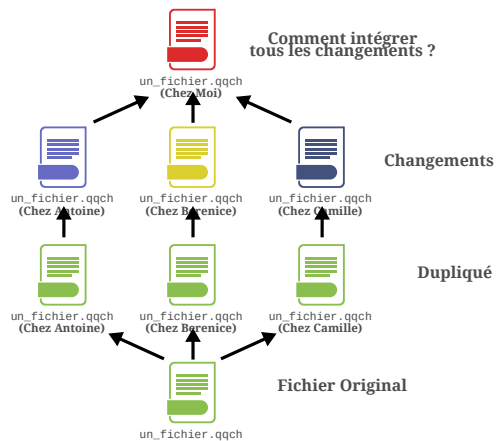 Comment intégrer
tous les changements ?
un_fichier.qqch
(Chez Moi)
Changements
un_fichier.qqch un_fichier.qqch un_fichier.qqch
(Chez Antoine) (Chez Berenice) (Chez Camille)
Dupliqué
un_fichier.qqch un_fichier.qqch un_fichier.qqch
(Chez Antoine) (Chez Berenice) (Chez Camille)
Fichier Original
un_fichier.qqch